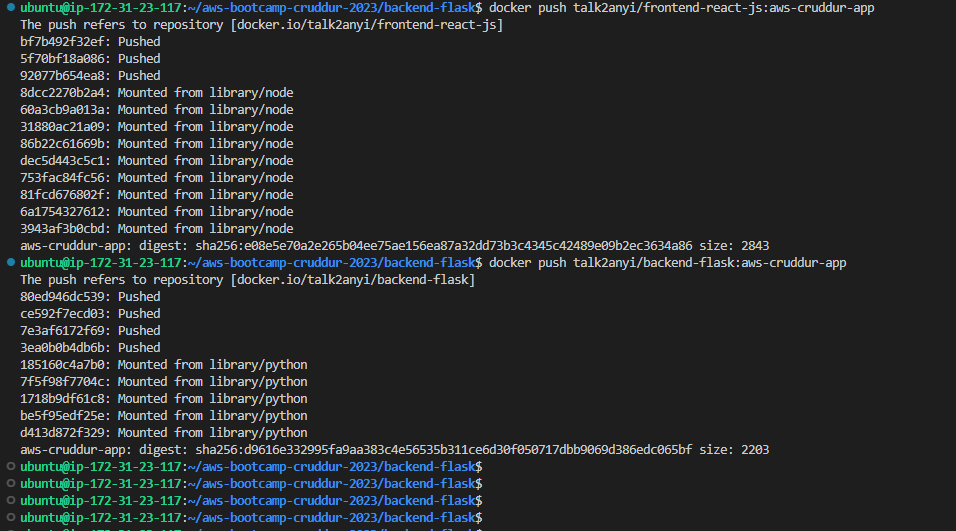 ubuntu@ip-172-31-23-117:~/aws-bootcamp-cruddur-2023/backend-flask$ docker push talk2anyi/frontend-react-js:aws-cruddur-app
The push refers to repository [docker.io/talk2anyi/frontend-react-js]
bf7b492f32ef: Pushed
5f70bf18a086: Pushed
92077b654ea8: Pushed
8dcc2270b2a4: Mounted from library/node
60a3cb9a013a: Mounted from library/node
31880ac21a09: Mounted from library/node
86b22c61669b: Mounted from library/node
dec5d443c5c1: Mounted from library/node
753fac84fc56: Mounted from library/node
81fcd676802f: Mounted from library/node
6a1754327612: Mounted from library/node
3943af3b0cbd: Mounted from library/node
aws-cruddur-app: digest: sha256:e08e5e70a2e265b04ee75ae156ea87a32dd73b3c4345c42489e09b2ec3634a86 size: 2843
ubuntu@ip-172-31-23-117:~/aws-bootcamp-cruddur-2023/backend-flask$ docker push talk2anyi/backend-flask:aws-cruddur-app
The push refers to repository [docker.io/talk2anyi/backend-flask]
80ed946dc539: Pushed
ce592f7ecd03: Pushed
7e3af6172f69: Pushed
3ea0b0b4db6b: Pushed
185160c4a7b0: Mounted from library/python
7f5f98f7704c: Mounted from library/python
1718b9df61c8: Mounted from library/python
be5f95edf25e: Mounted from library/python
d413d872f329: Mounted from library/python
aws-cruddur-app: digest: sha256:d9616e332995fa9aa383c4e56535b311ce6d30f050717dbb9069d386edc065bf size: 2203
ubuntu@ip-172-31-23-117:~/aws-bootcamp-cruddur-2023/backend-flask$
ubuntu@ip-172-31-23-117:~/aws-bootcamp-cruddur-2023/backend-flask$
ubuntu@ip-172-31-23-117:~/aws-bootcamp-cruddur-2023/backend-flask$
ubuntu@ip-172-31-23-117:~/aws-bootcamp-cruddur-2023/backend-flask$